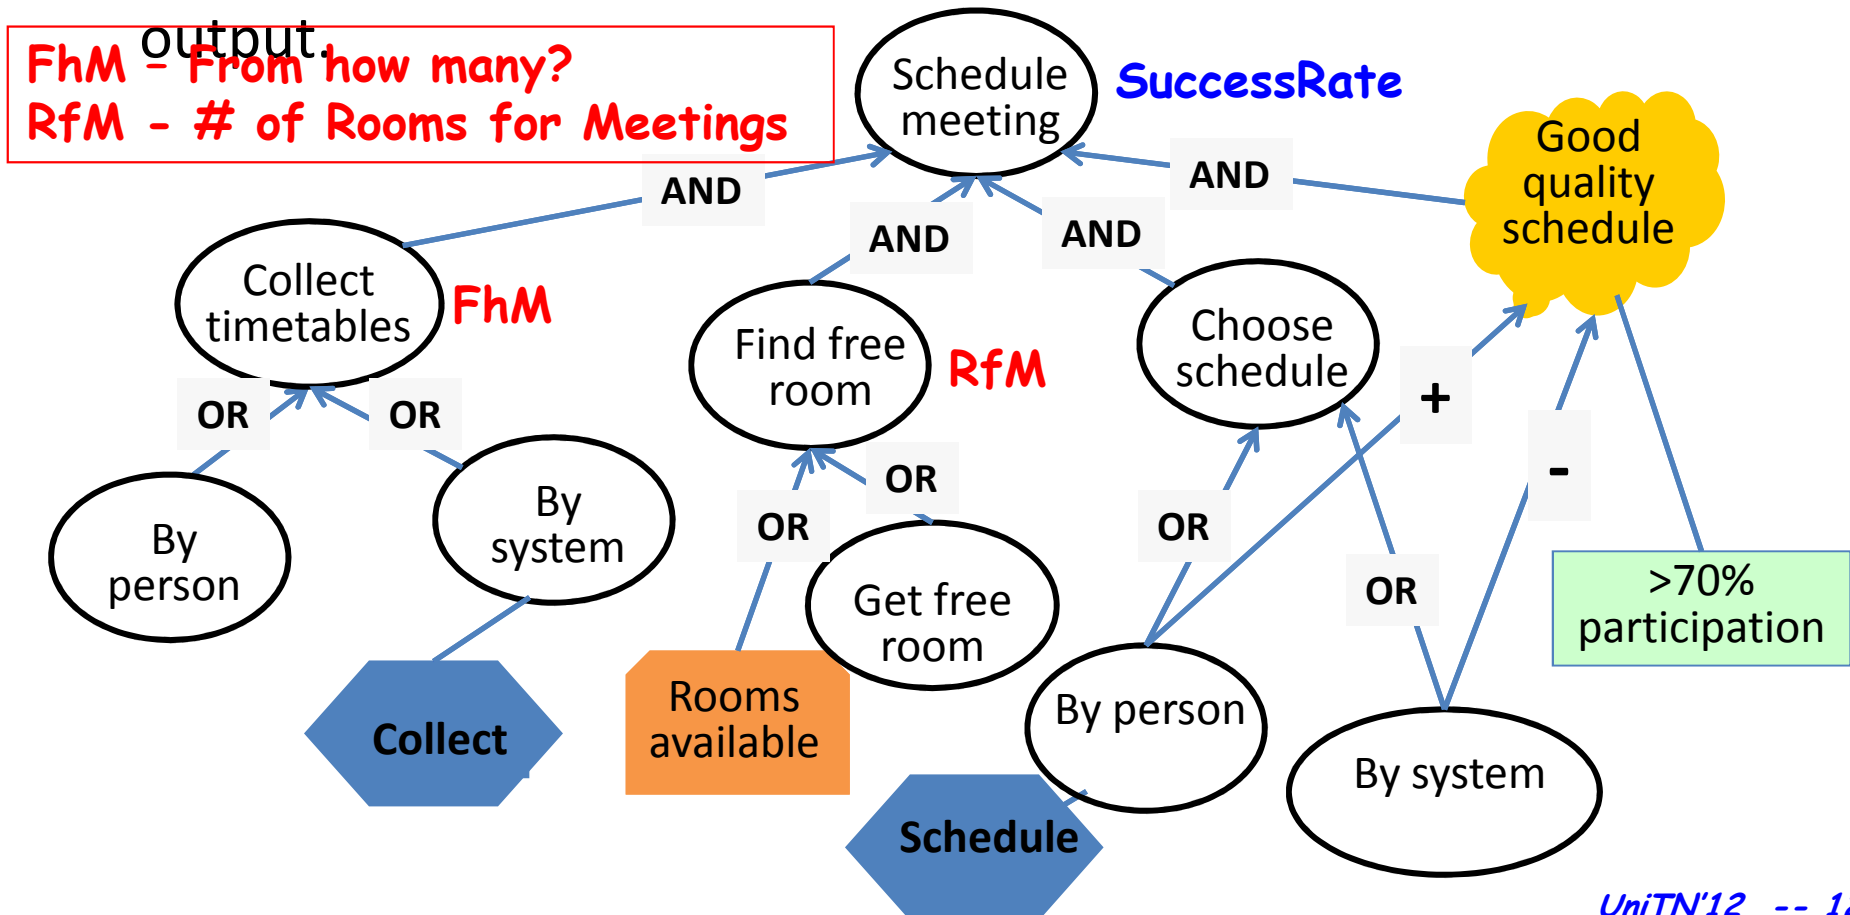 output.
FhM - From how many?
RfM - # of Rooms for Meetings
Schedule
meeting
SuccessRate
Good
quality
schedule
AND
AND
AND
AND
Collect
timetables
FhM
Find free
room
RfM
Choose
schedule
+
-
OR
OR
OR
OR
OR
OR
By
person
By
system
Get free
room
>70%
participation
Collect
Rooms
available
By person
By system
Schedule
UniTN'12 --